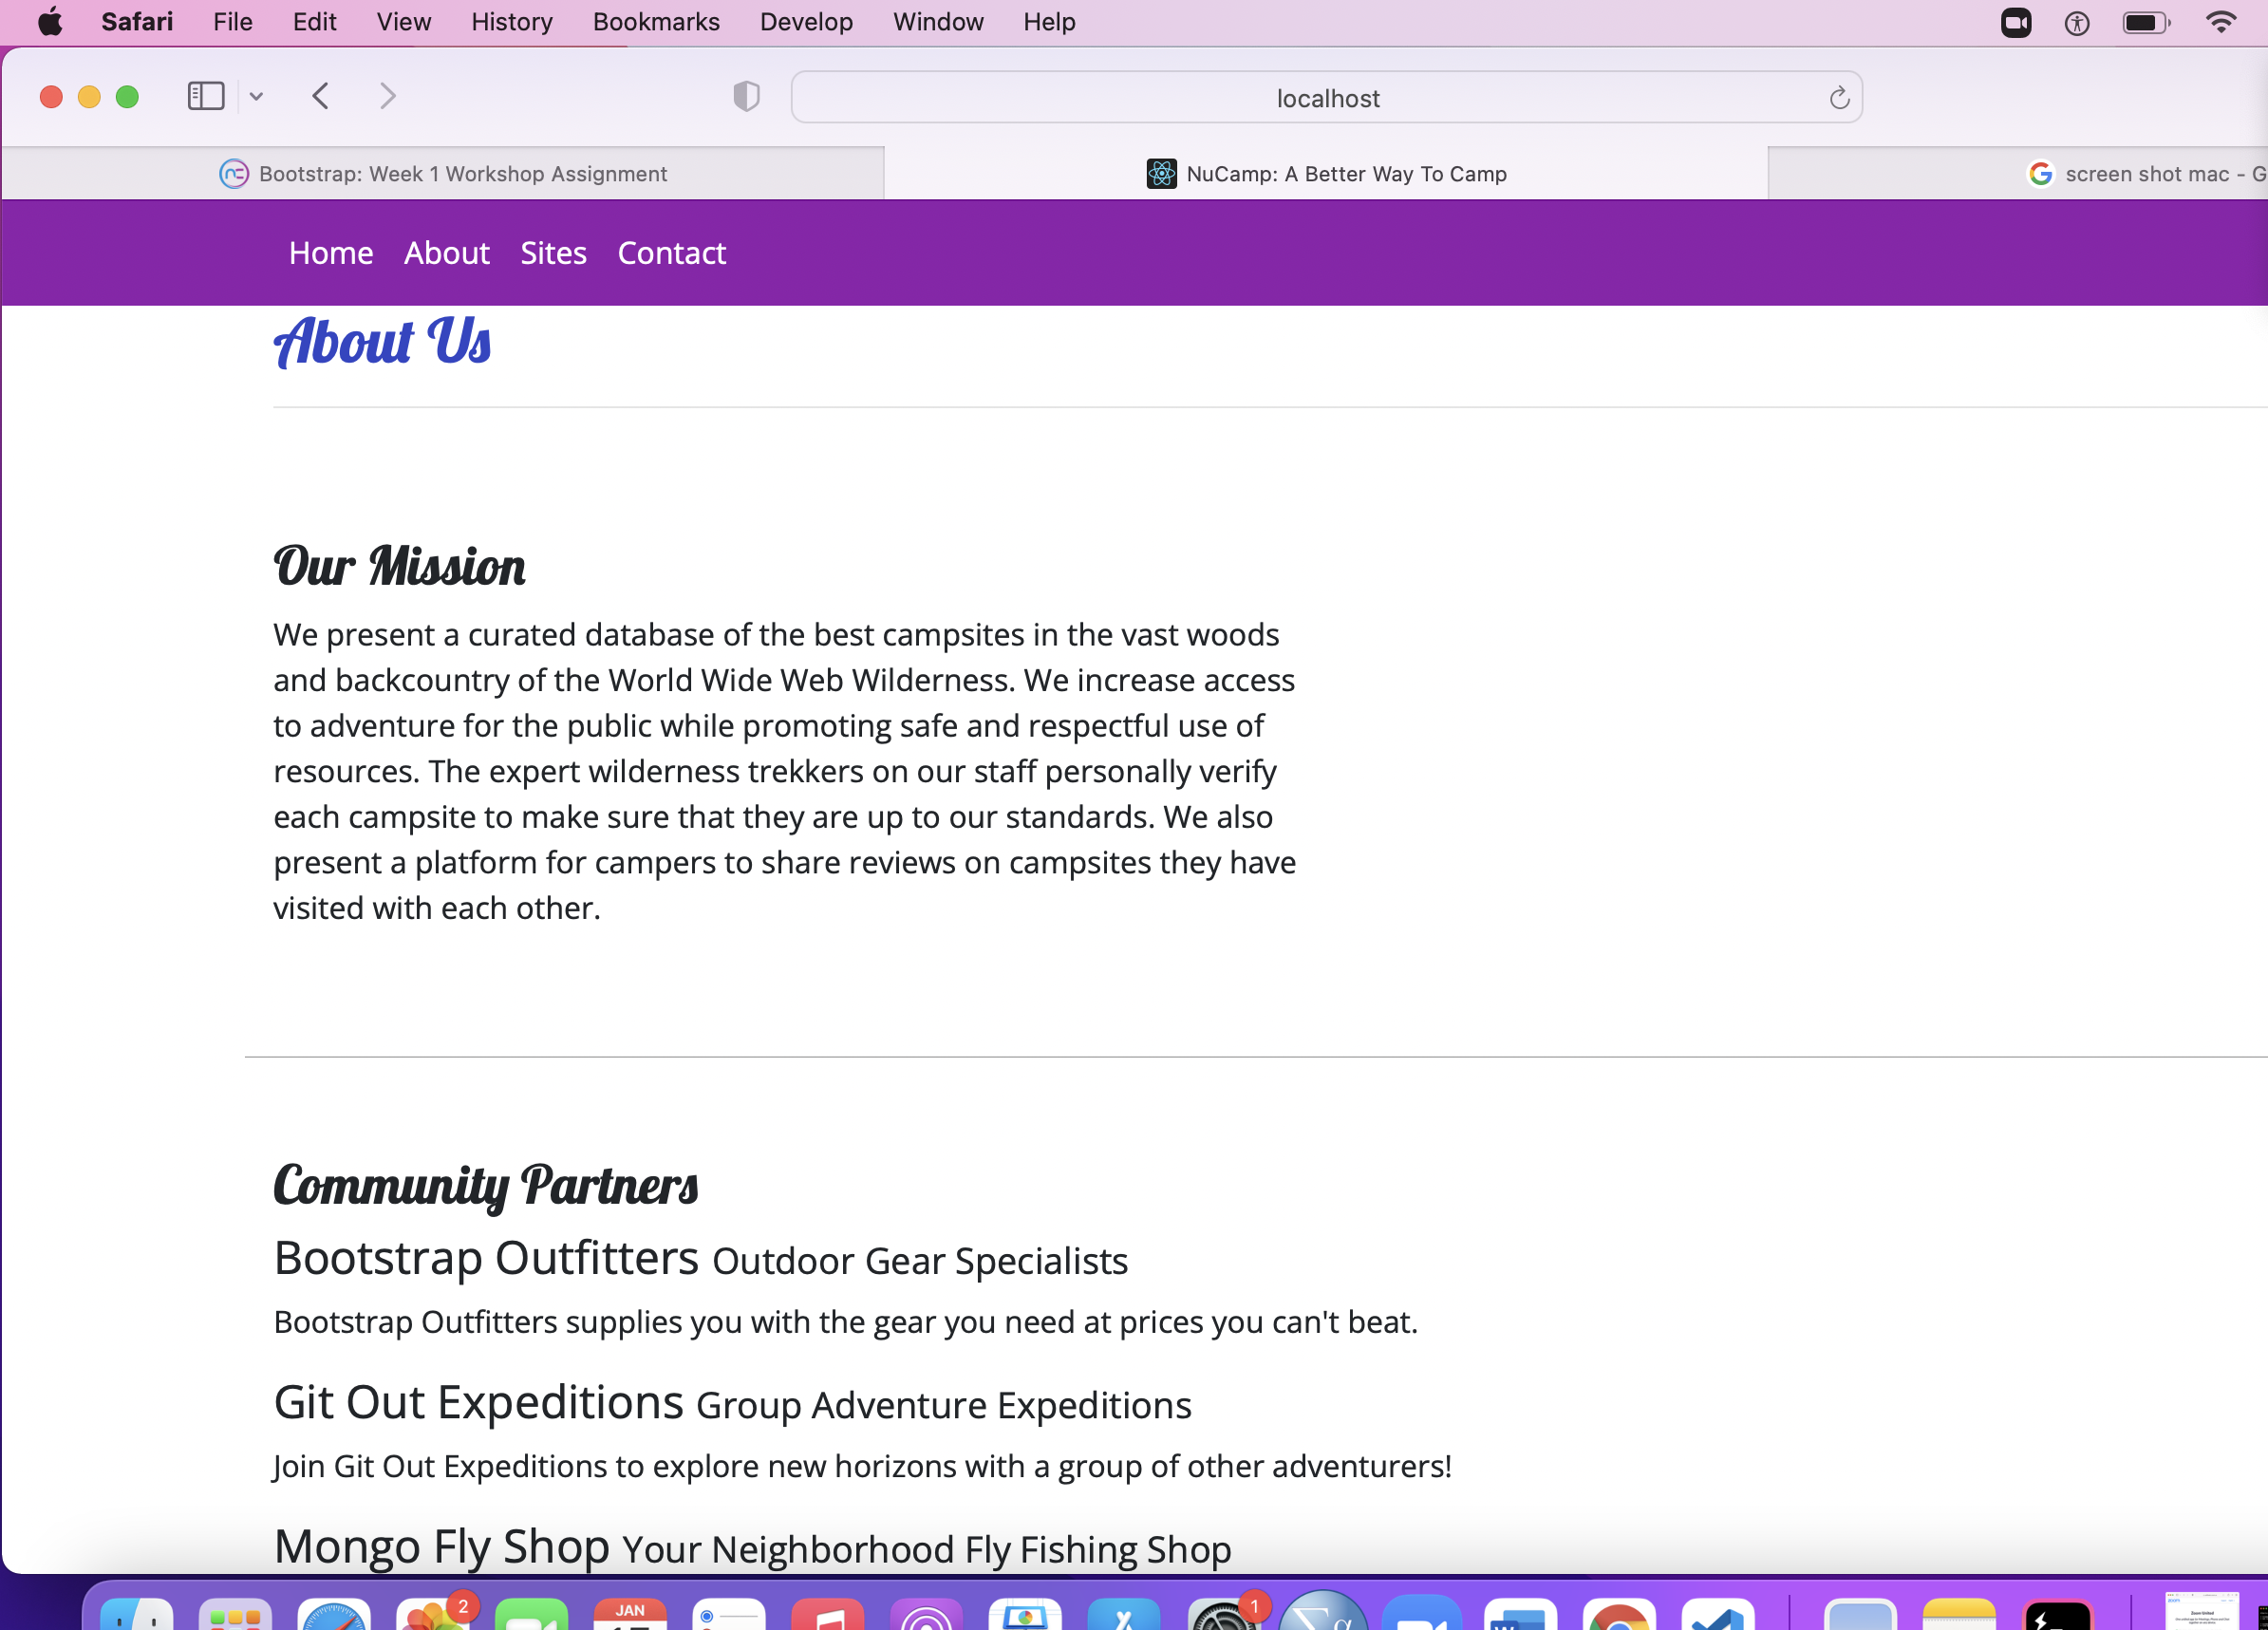 Safari File Edit View History Bookmarks Develop Window Help
localhost
Bootstrap: Week 1 Workshop Assignment
NuCamp: A Better Way To Camp
screen shot mac - G
Home About Sites Contact
About Us
Our Mission
We present a curated database of the best campsites in the vast woods
and backcountry of the World Wide Web Wilderness. We increase access
to adventure for the public while promoting safe and respectful use of
resources. The expert wilderness trekkers on our staff personally verify
each campsite to make sure that they are up to our standards. We also
present a platform for campers to share reviews on campsites they have
visited with each other.
Community Partners
Bootstrap Outfitters Outdoor Gear Specialists
Bootstrap Outfitters supplies you with the gear you need at prices you can't beat.
Git Out Expeditions Group Adventure Expeditions
Join Git Out Expeditions to explore new horizons with a group of other adventurers!
Mongo Fly Shop Your Neighborhood Fly Fishing Shop
2
JAN
1
Σα
W